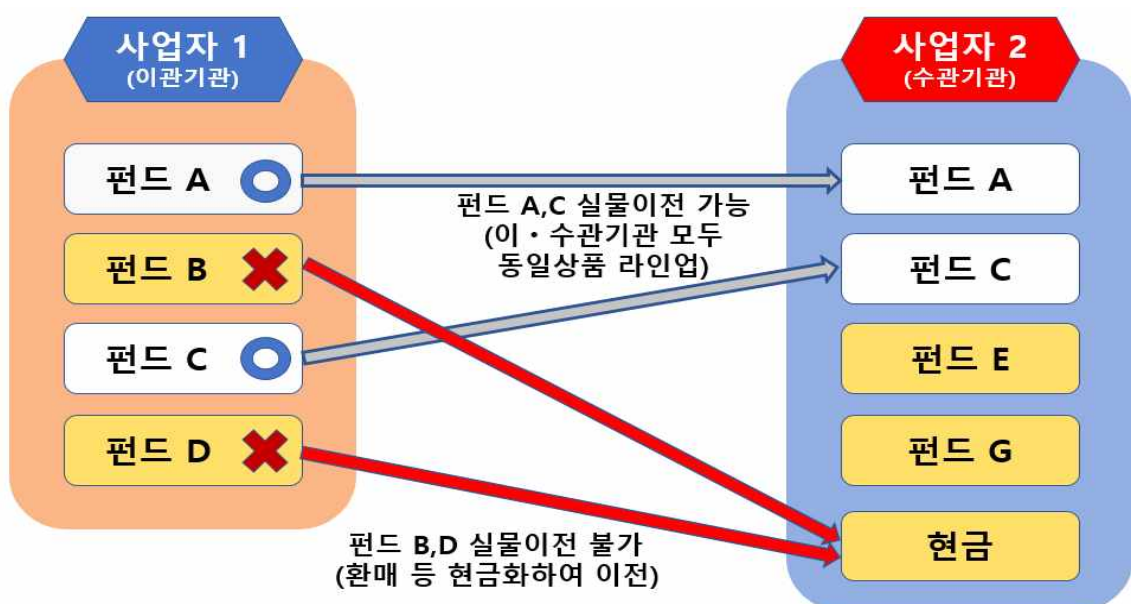 사업자 1
(이관기관)
펀드 A
펀드 B
펀드 C
펀드 D
펀드 A,C 실물이전 가능
(이・수관기관 모두
동일상품 라인업)
펀드 B,D 실물이전 불가
(환매 등 현금화하여 이전)
사업자 2
(수관기관)
펀드 A
펀드 C
펀드 E
펀드 G
현금